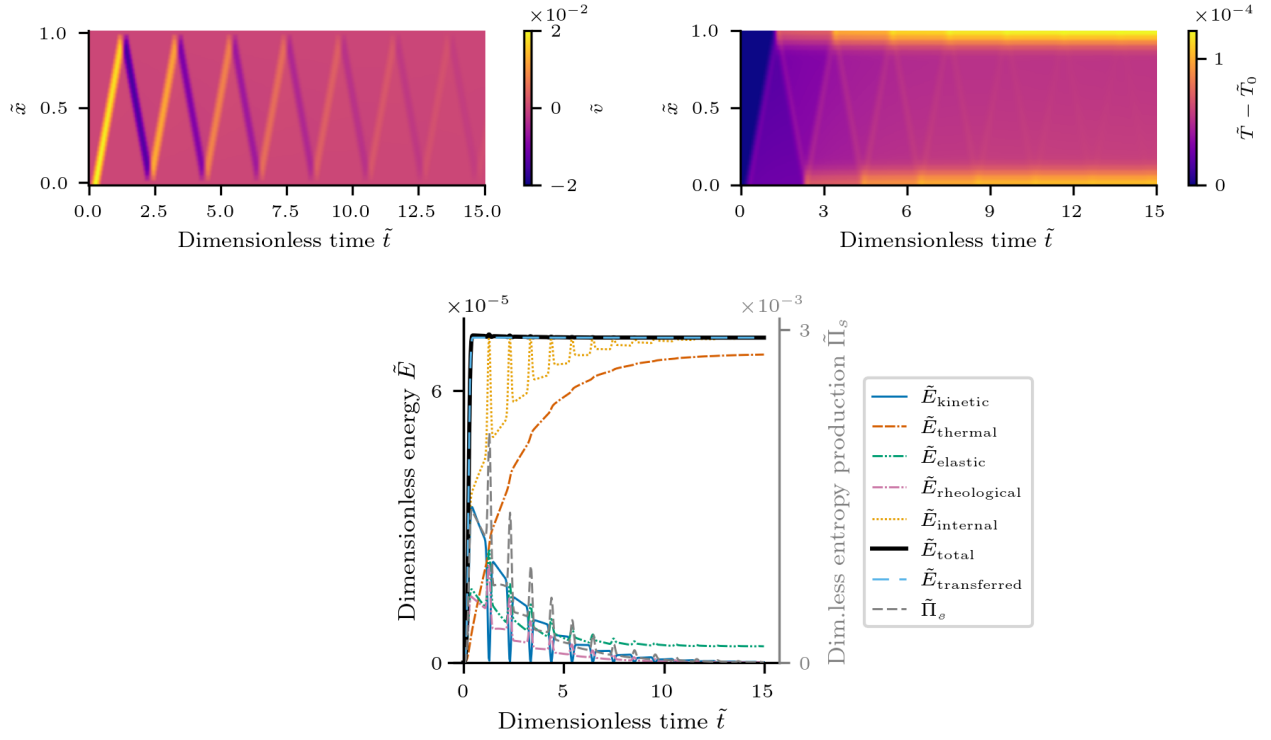 ×10⁻²
1.0
0.5
0.0
x̃
0.0 2.5 5.0 7.5 10.0 12.5 15.0
Dimensionless time t̃
2
0
−2
ṽ
×10⁻⁴
1.0
0.5
0.0
x̃
0 3 6 9 12 15
Dimensionless time t̃
1
0
T̃ − T̃₀
×10⁻⁵
×10⁻³
6
0
Dimensionless energy Ẽ
0 5 10 15
Dimensionless time t̃
3
0
Dim.less entropy production Π̃ₛ
Ẽkinetic
Ẽthermal
Ẽelastic
Ẽrheological
Ẽinternal
Ẽtotal
Ẽtransferred
Π̃ₛ